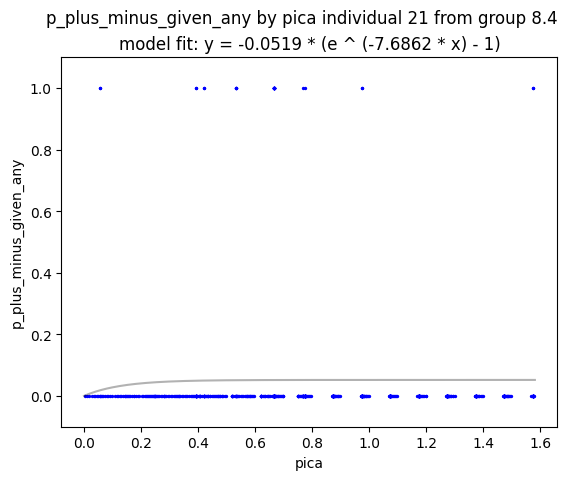 p_plus_minus_given_any by pica individual 21 from group 8.4
model fit: y = -0.0519 * (e ^ (-7.6862 * x) - 1)
p_plus_minus_given_any
1.0
0.8
0.6
0.4
0.2
0.0
0.0 0.2 0.4 0.6 0.8 1.0 1.2 1.4 1.6
pica